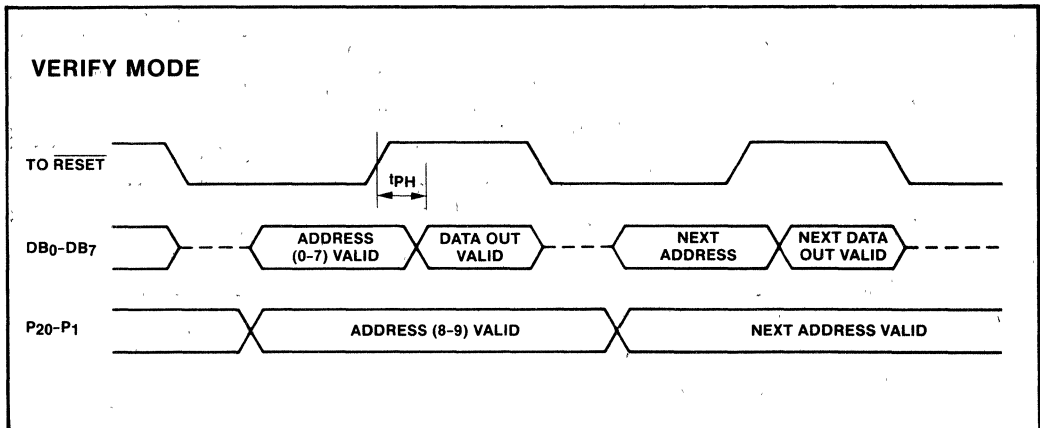 VERIFY MODE
TO RESET
tPH
DB0-DB7
ADDRESS
(0-7) VALID
DATA OUT
VALID
NEXT
ADDRESS
NEXT DATA
OUT VALID
P20-P1
ADDRESS (8-9) VALID
NEXT ADDRESS VALID